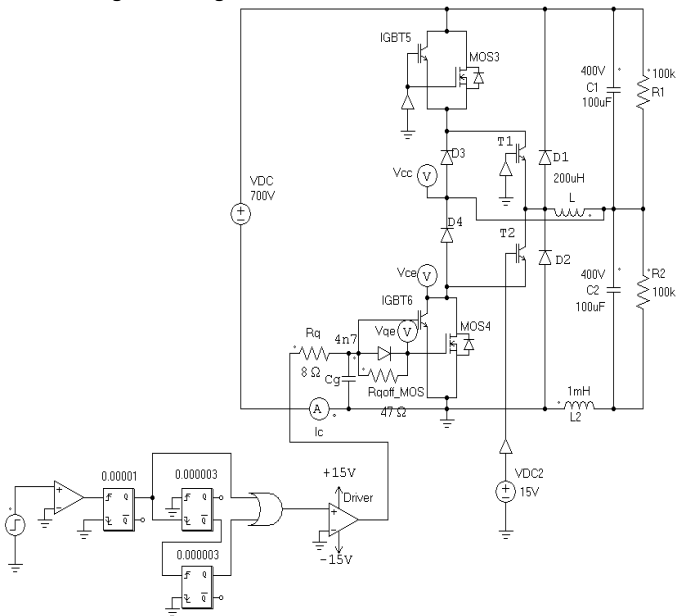 IGBT5
MOS3
400V
C1
100uF
100k
R1
T1
D3
D1
Vcc
V
200uH
L
VDC
700V
D4
T2
D2
400V
C2
100uF
R2
100k
Vce
V
IGBT6
MOS4
Rq
4n7
Vqe
V
8 Ω
Cg
Rqoff_MOS
47 Ω
A
Ic
1mH
L2
0.00001
0.000003
+15V
Driver
VDC2
15V
Q
Q
Q
Q
-15V
0.000003
Q
Q